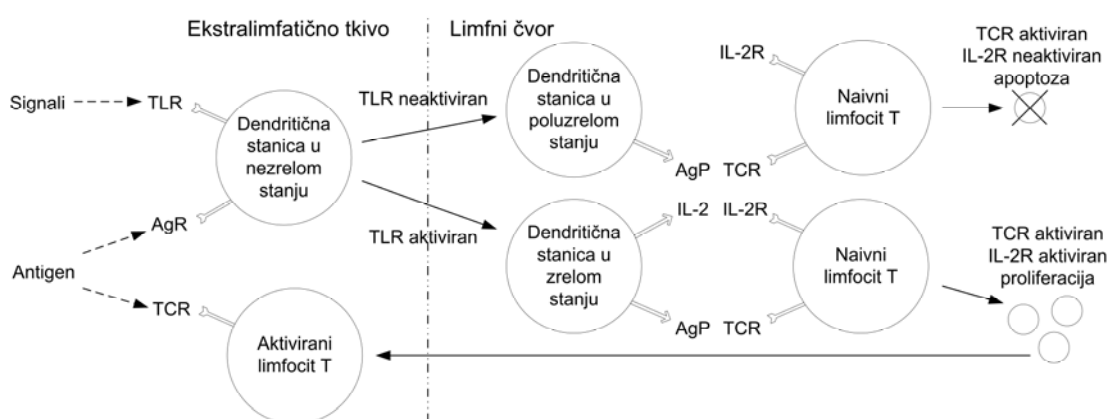 Ekstralimfatično tkivo
Limfni čvor
Signali
TLR
Dendritična
stanica u
nezrelom
stanju
AgR
Antigen
TCR
Aktivirani
limfocit T
TLR neaktiviran
TLR aktiviran
Dendritična
stanica u
poluzrelom
stanju
AgP
IL-2R
TCR
Naivni
limfocit T
TCR aktiviran
IL-2R neaktiviran
apoptoza
Dendritična
stanica u
zrelom
stanju
IL-2
AgP
IL-2R
TCR
Naivni
limfocit T
TCR aktiviran
IL-2R aktiviran
proliferacija